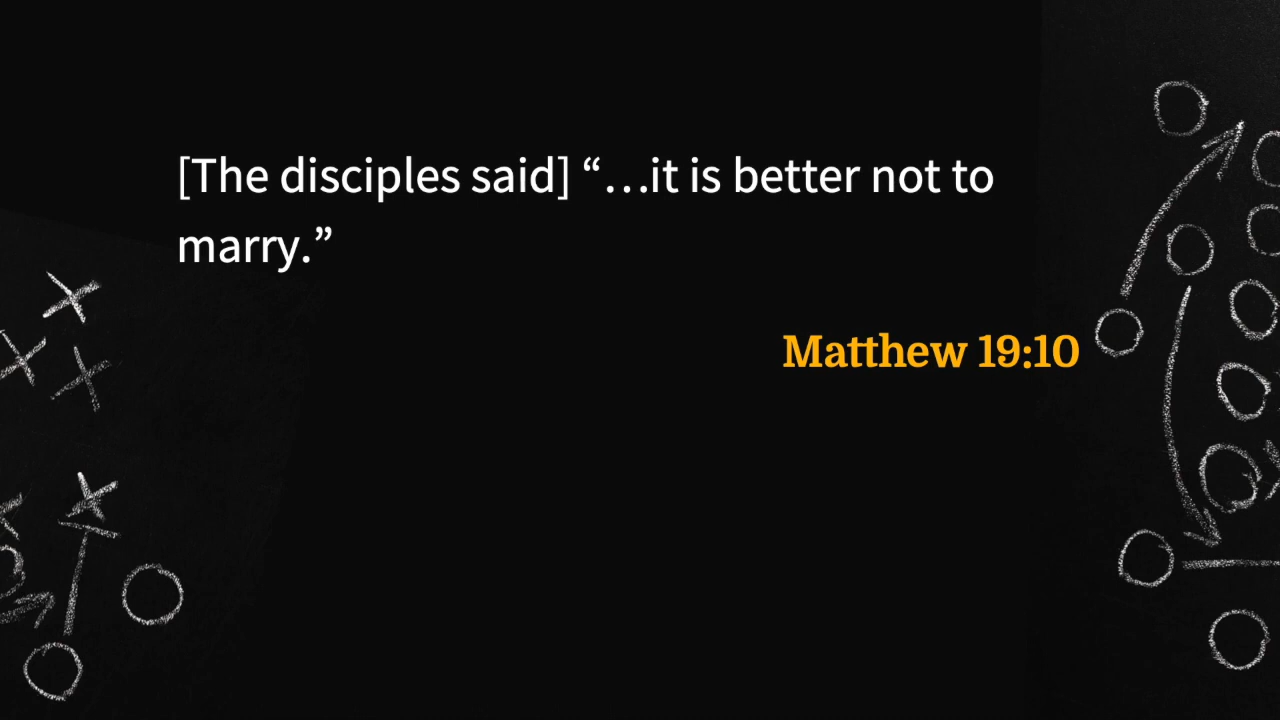 [The disciples said] “…it is better not to
marry.”
Matthew 19:10